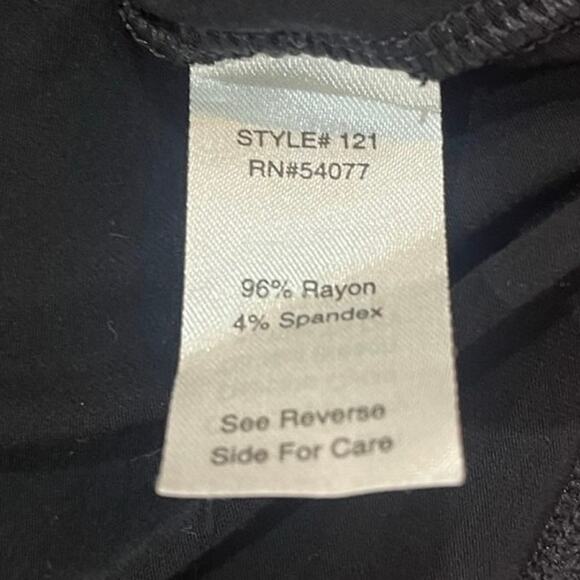 STYLE# 121
RN#54077
96% Rayon
4% Spandex
See Reverse
Side For Care